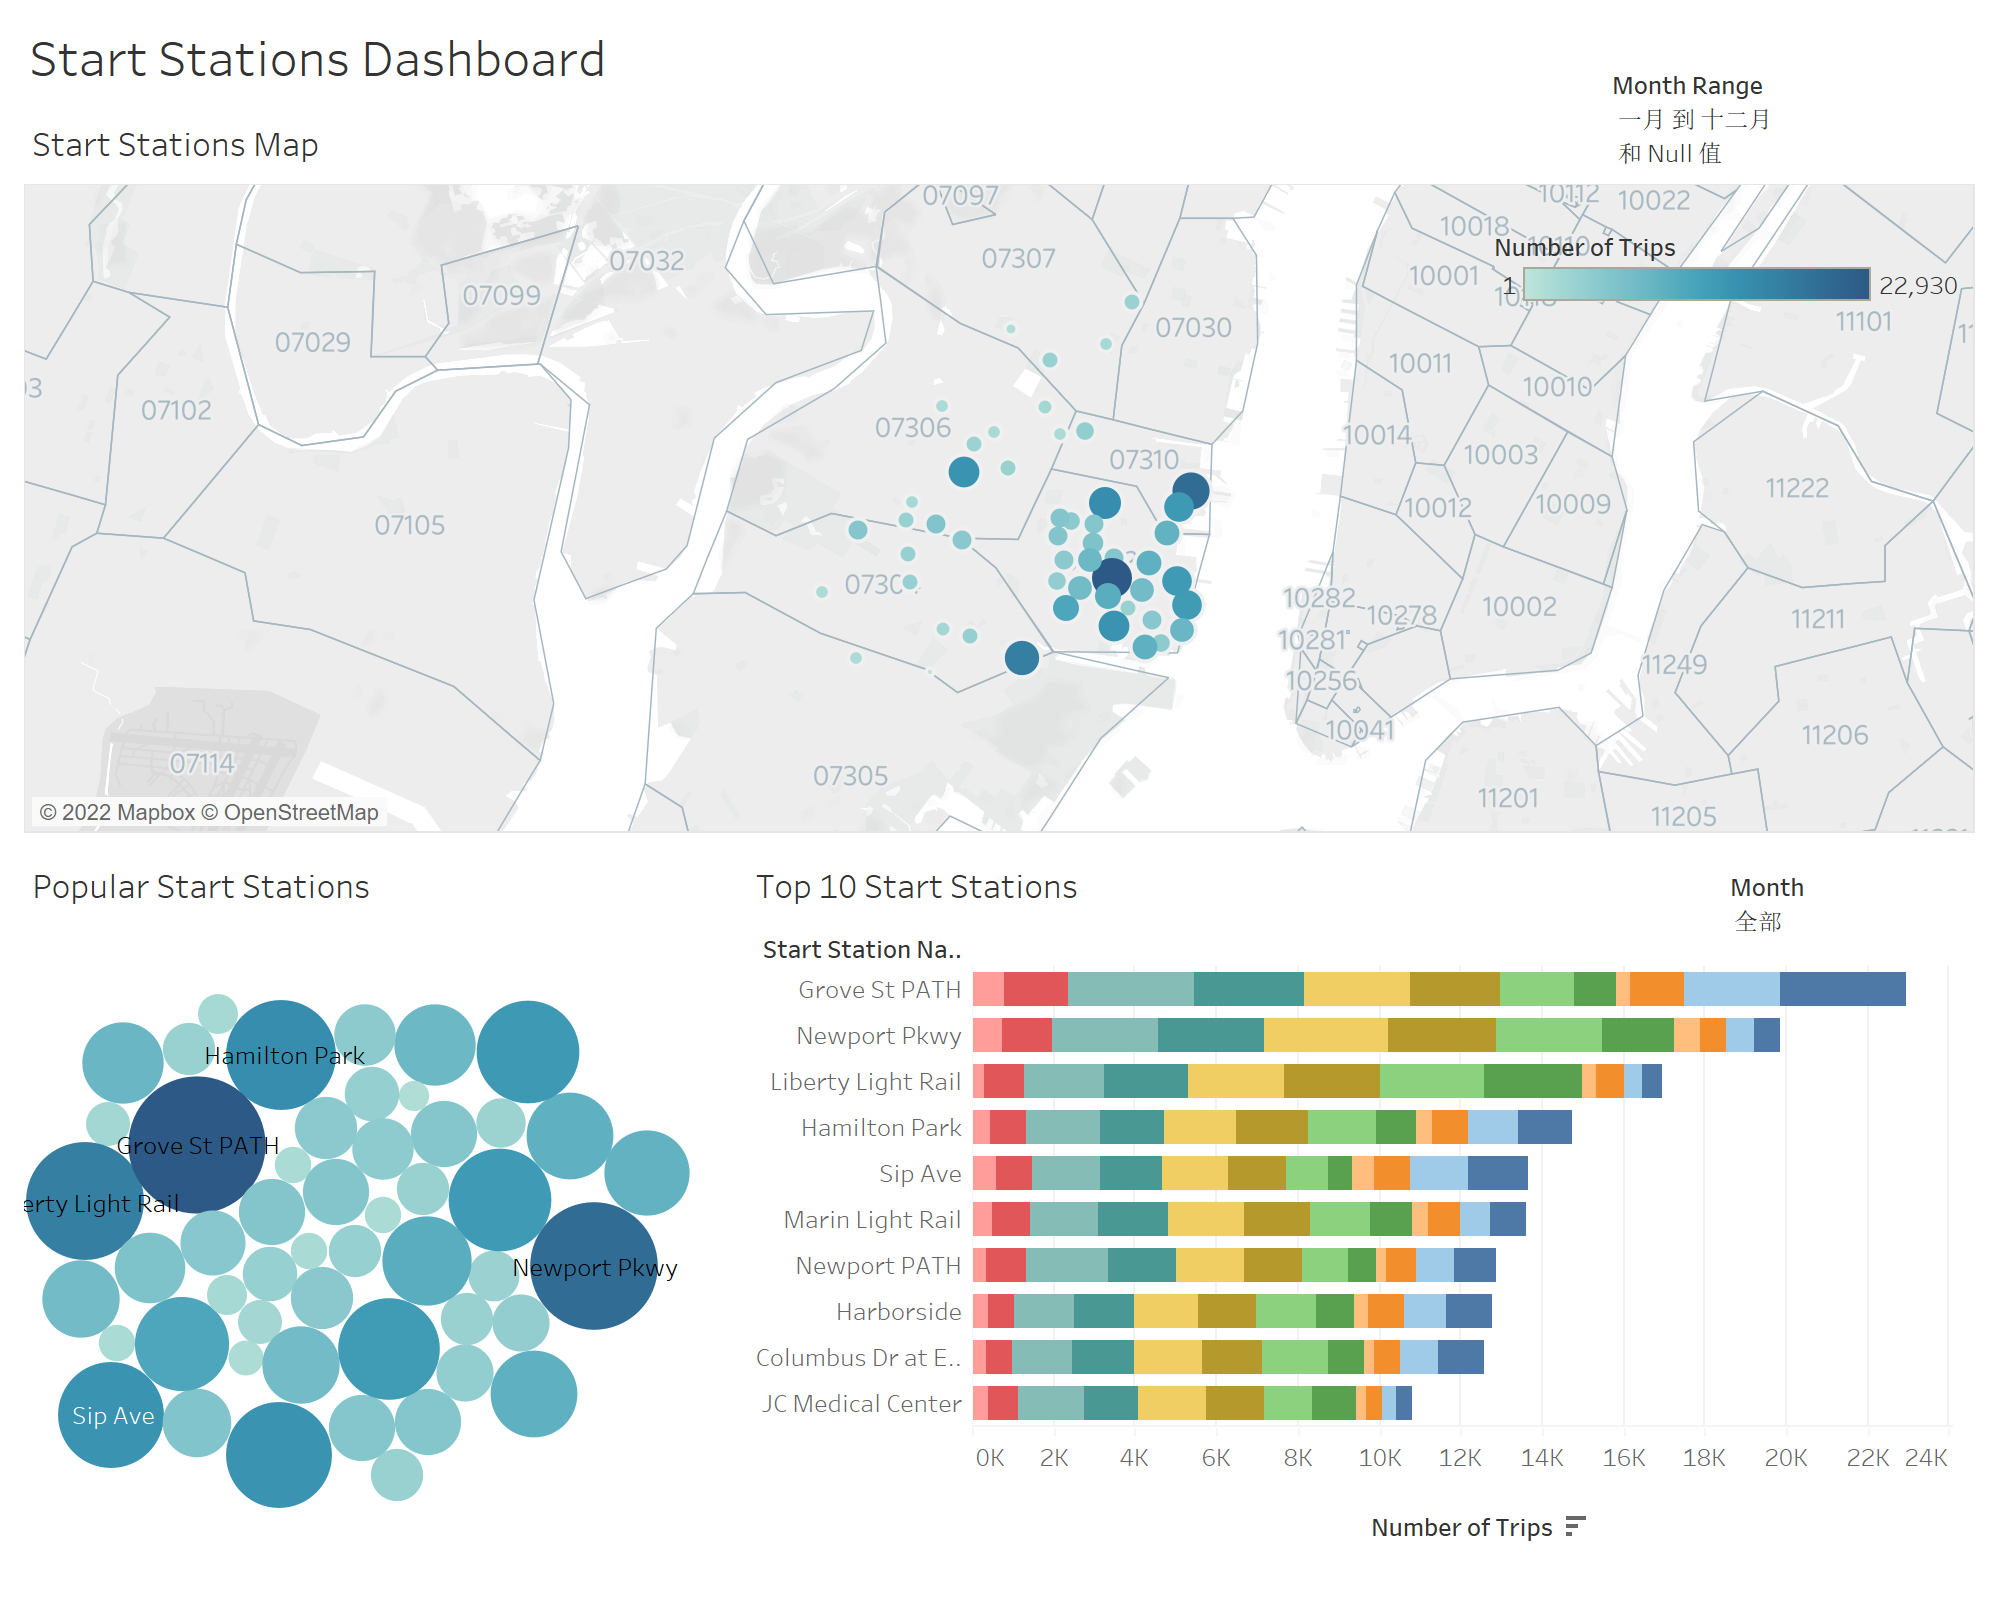 Start Stations Dashboard
Month Range
一月 到 十二月
和 Null 值
Start Stations Map
07097
10112
10022
10018
07307
07032
10110
Number of Trips
10001
1
22,930
07099
07030
11101
07029
10011
10010
07102
07306
10014
10003
07310
11222
10012
10009
07105
07304
10282
10278
10002
11211
10281
11249
10256
10041
11206
07114
07305
11201
11205
© 2022 Mapbox © OpenStreetMap
Popular Start Stations
Hamilton Park
Grove St PATH
erty Light Rail
Newport Pkwy
Sip Ave
Top 10 Start Stations
Month
全部
Start Station Na..
Grove St PATH
Newport Pkwy
Liberty Light Rail
Hamilton Park
Sip Ave
Marin Light Rail
Newport PATH
Harborside
Columbus Dr at E..
JC Medical Center
0K 2K 4K 6K 8K 10K 12K 14K 16K 18K 20K 22K 24K
Number of Trips